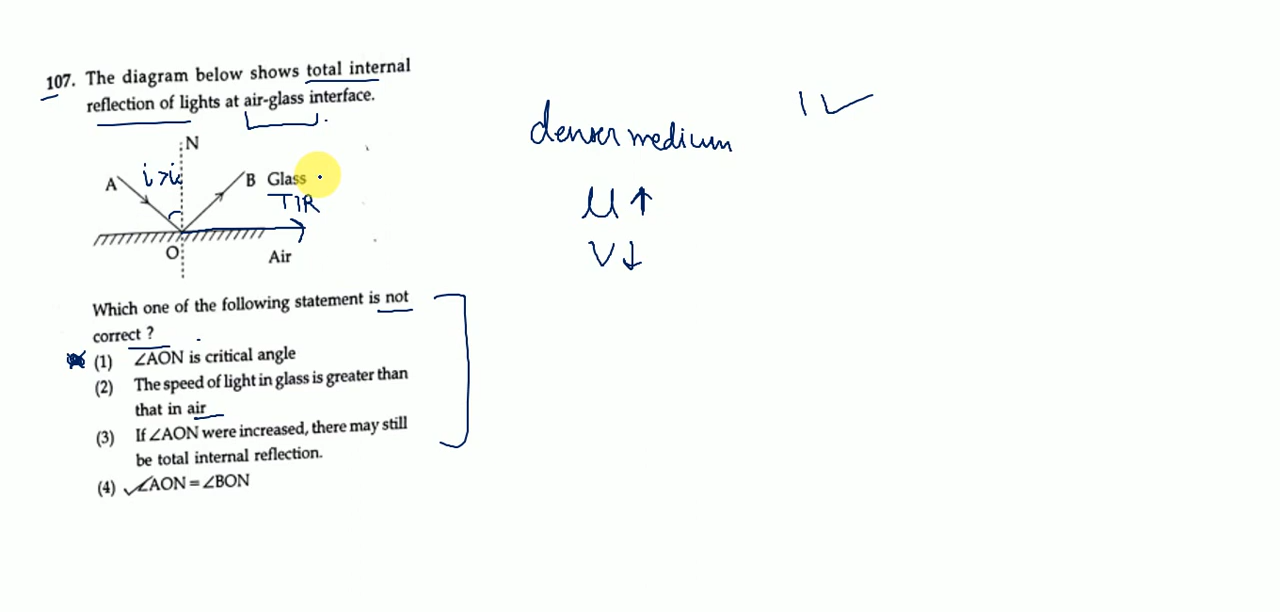 107. The diagram below shows total internal
reflection of lights at air-glass interface.
N
A i>ic B Glass
TIR
O Air
Which one of the following statement is not
correct ?
(1) ∠AON is critical angle
(2) The speed of light in glass is greater than
that in air
(3) If ∠AON were increased, there may still
be total internal reflection.
(4) ∠AON = ∠BON
denser medium
μ↑
V↓
1 ✓